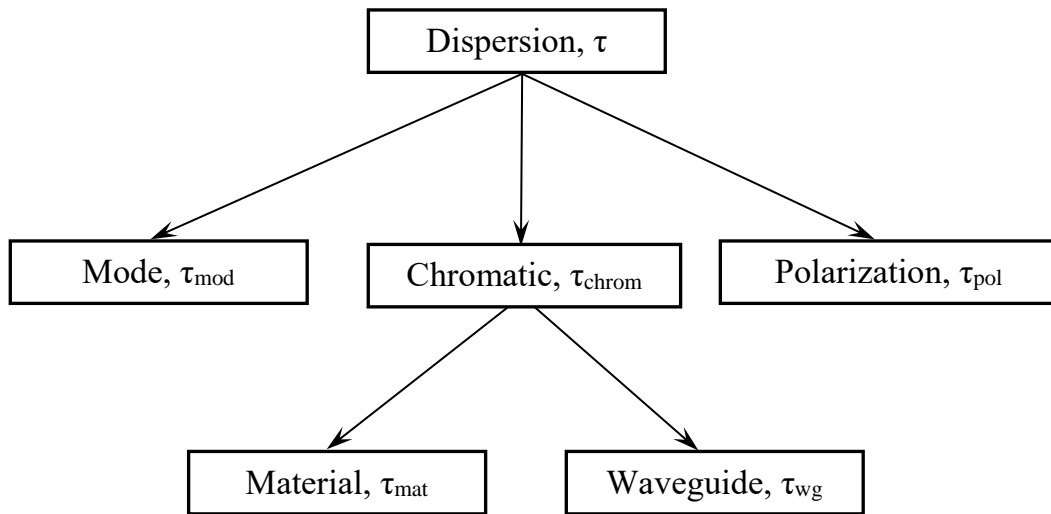 Dispersion, τ
Mode, τmod
Chromatic, τchrom
Polarization, τpol
Material, τmat
Waveguide, τwg